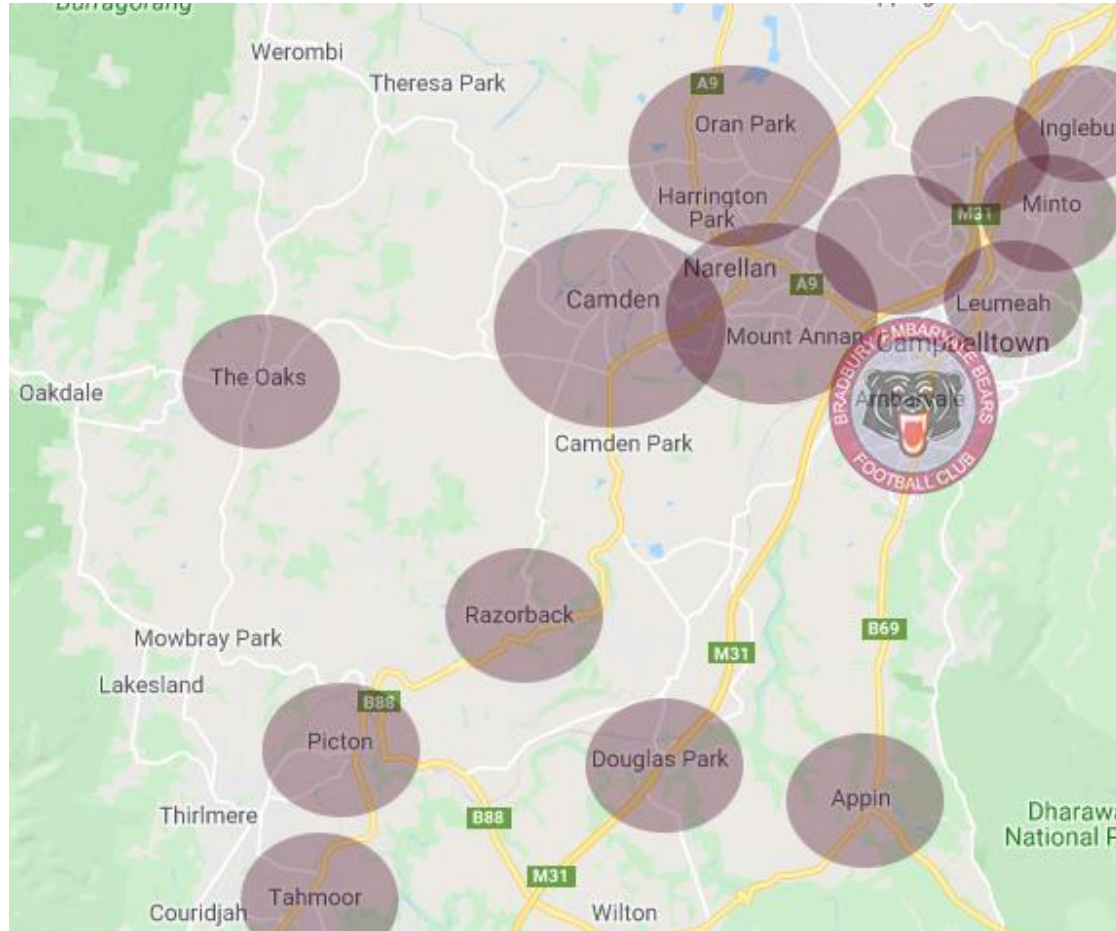 Burragorang
Werombi
Theresa Park
A9
Oran Park
Harrington
Park
Narellan
A9
Camden
Mount Annan
Camden Park
M31
Minto
Leumeah
Campbelltown
BRADBURY AMBARVALE BEARS
Ambarvale
FOOTBALL CLUB
The Oaks
Oakdale
Razorback
Mowbray Park
Lakesland
B69
M31
B88
Picton
Douglas Park
Appin
Thirlmere
B88
Dharawa
National P
M31
Tahmoor
Couridjah
Wilton